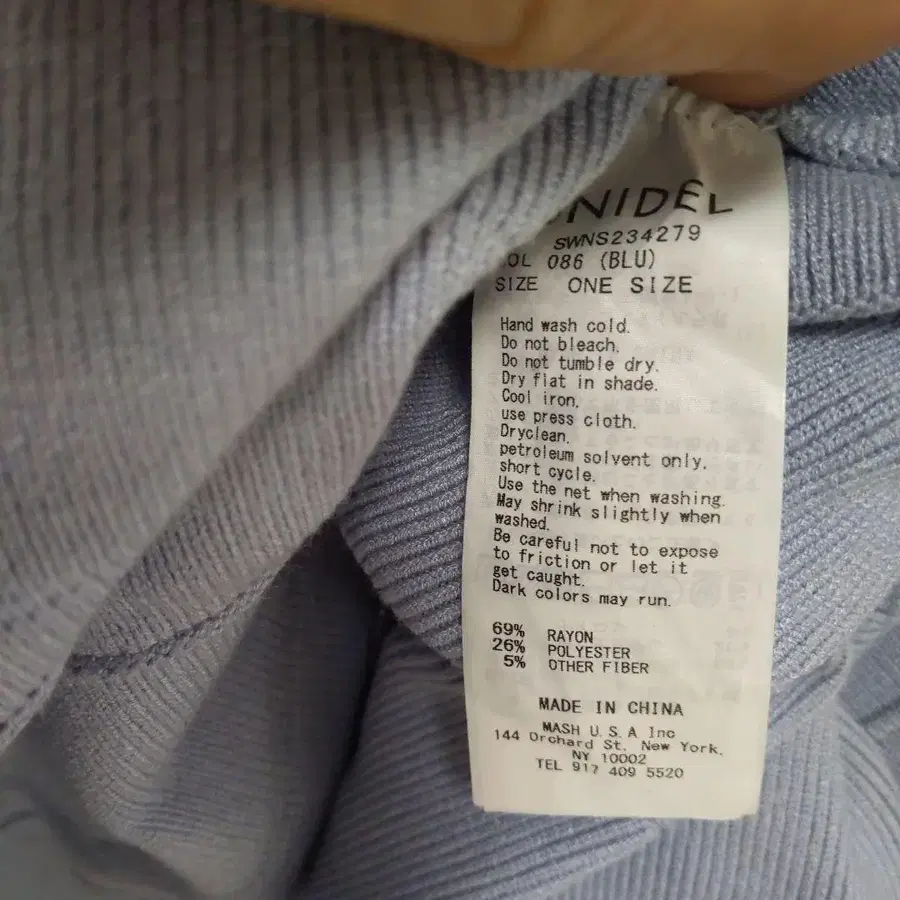 NIDEL
SWNS234279
OL 086 (BLU)
SIZE ONE SIZE
Hand wash cold.
Do not bleach.
Do not tumble dry.
Dry flat in shade.
Cool iron,
use press cloth.
Dryclean,
petroleum solvent only,
short cycle.
Use the net when washing.
May shrink slightly when
washed.
Be careful not to expose
to friction or let it
get caught.
Dark colors may run.
69% RAYON
26% POLYESTER
5% OTHER FIBER
MADE IN CHINA
MASH U.S.A Inc
144 Orchard St. New York,
NY 10002
TEL 917 409 5520